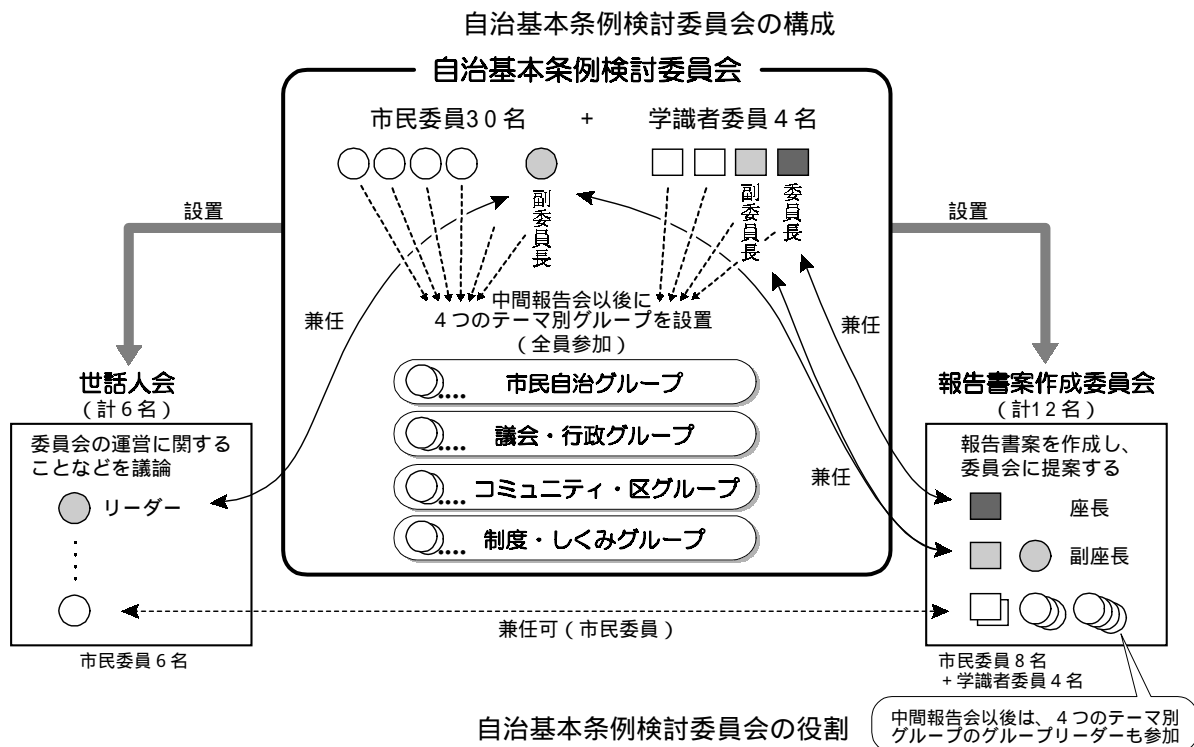 自治基本条例検討委員会の構成
自治基本条例検討委員会
市民委員30名 + 学識者委員4名
副委員長
副委員長
委員長
設置
設置
中間報告会以後に
4つのテーマ別グループを設置
(全員参加)
兼任
兼任
市民自治グループ
議会・行政グループ
コミュニティ・区グループ
制度・しくみグループ
世話人会
(計6名)
委員会の運営に関する
ことなどを議論
リーダー
市民委員6名
報告書案作成委員会
(計12名)
報告書案を作成し、
委員会に提案する
兼任
座長
副座長
兼任可(市民委員)
市民委員8名
+学識者委員4名
中間報告会以後は、4つのテーマ別
グループのグループリーダーも参加
自治基本条例検討委員会の役割